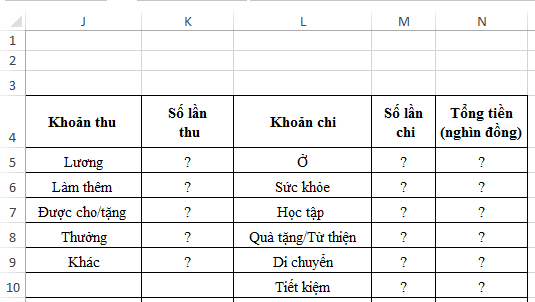 J K L M N
1
2
3
4 Khoản thu Số lần thu Khoản chi Số lần chi Tổng tiền (nghìn đồng)
5 Lương ? Ở ? ?
6 Làm thêm ? Sức khỏe ? ?
7 Được cho/tặng ? Học tập ? ?
8 Thưởng ? Quà tặng/Từ thiện ? ?
9 Khác ? Di chuyển ? ?
10 Tiết kiệm ? ?